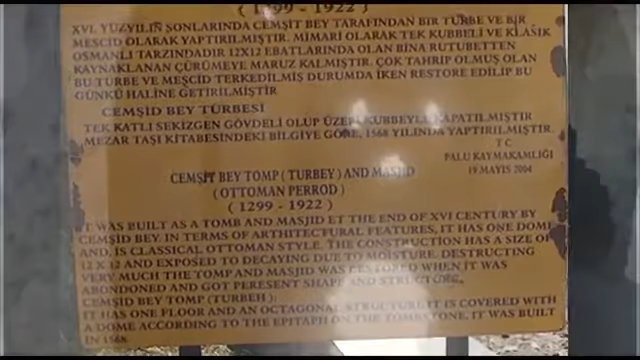 ( 1299 - 1922 )
XVI. YÜZYILIN SONLARINDA CEMŞİT BEY TARAFINDAN BİR TÜRBE VE BİR
MESCİD OLARAK YAPTIRILMIŞTIR. MİMARİ OLARAK TEK KUBBELİ VE KLASİK
OSMANLI TARZINDADIR 12X12 EBATLARINDA OLAN BİNA RUTUBETTEN
KAYNAKLANAN ÇÜRÜMEYE MARUZ KALMIŞTIR. ÇOK TAHRİP OLMUŞ OLAN
BU TÜRBE VE MEŞCİD TERKEDİLMİŞ DURUMDA İKEN RESTORE EDİLİP BU
GÜNKÜ HALİNE GETİRİLMİŞTİR
CEMŞİD BEY TÜRBESİ
TEK KATLI SEKİZGEN GÖVDELİ OLUP ÜZERİ KUBBEYLE KAPATILMIŞTIR
MEZAR TAŞI KİTABESİNDEKİ BİLGİYE GÖRE, 1568 YILINDA YAPTIRILMIŞTIR.
T C
PALU KAYMAKAMLIĞI
19 MAYIS 2004
CEMŞİT BEY TOMP ( TURBEY ) AND MASJID
( OTTOMAN PERROD )
( 1299 - 1922 )
IT WAS BUILT AS A TOMB AND MASJID ET THE END OF XVI CENTURY BY
CEMŞİD BEY. IN TERMS OF ARTHITECTURAL FEATURES, IT HAS ONE DOME
AND, IS CLASSICAL OTTOMAN STYLE. THE CONSTRUCTION HAS A SIZE OF
12 X 12 AND EXPOSED TO DECAYING DUE TO MOISTURE. DESTRUCTING
VERY MUCH THE TOMP AND MASJID WAS RESTORED WHEN IT WAS
ABONDONED AND GOT PERESENT SHAPE AND
CEMŞİD BEY TOMP (TURBEH) :
IT HAS ONE FLOOR AND AN OCTAGONAL STRUCTURE IT IS COVERED WITH
A DOME ACCORDING TO THE EPITAPH ON THE TOMBSTONE, IT WAS BUILT
IN 1568.